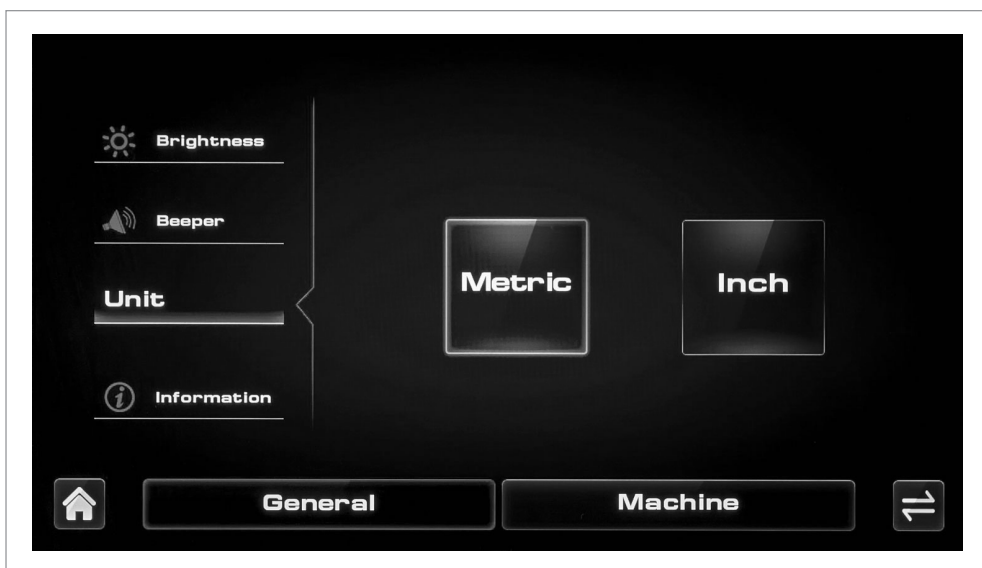 Brightness
Beeper
Unit
Metric
Inch
Information
General
Machine